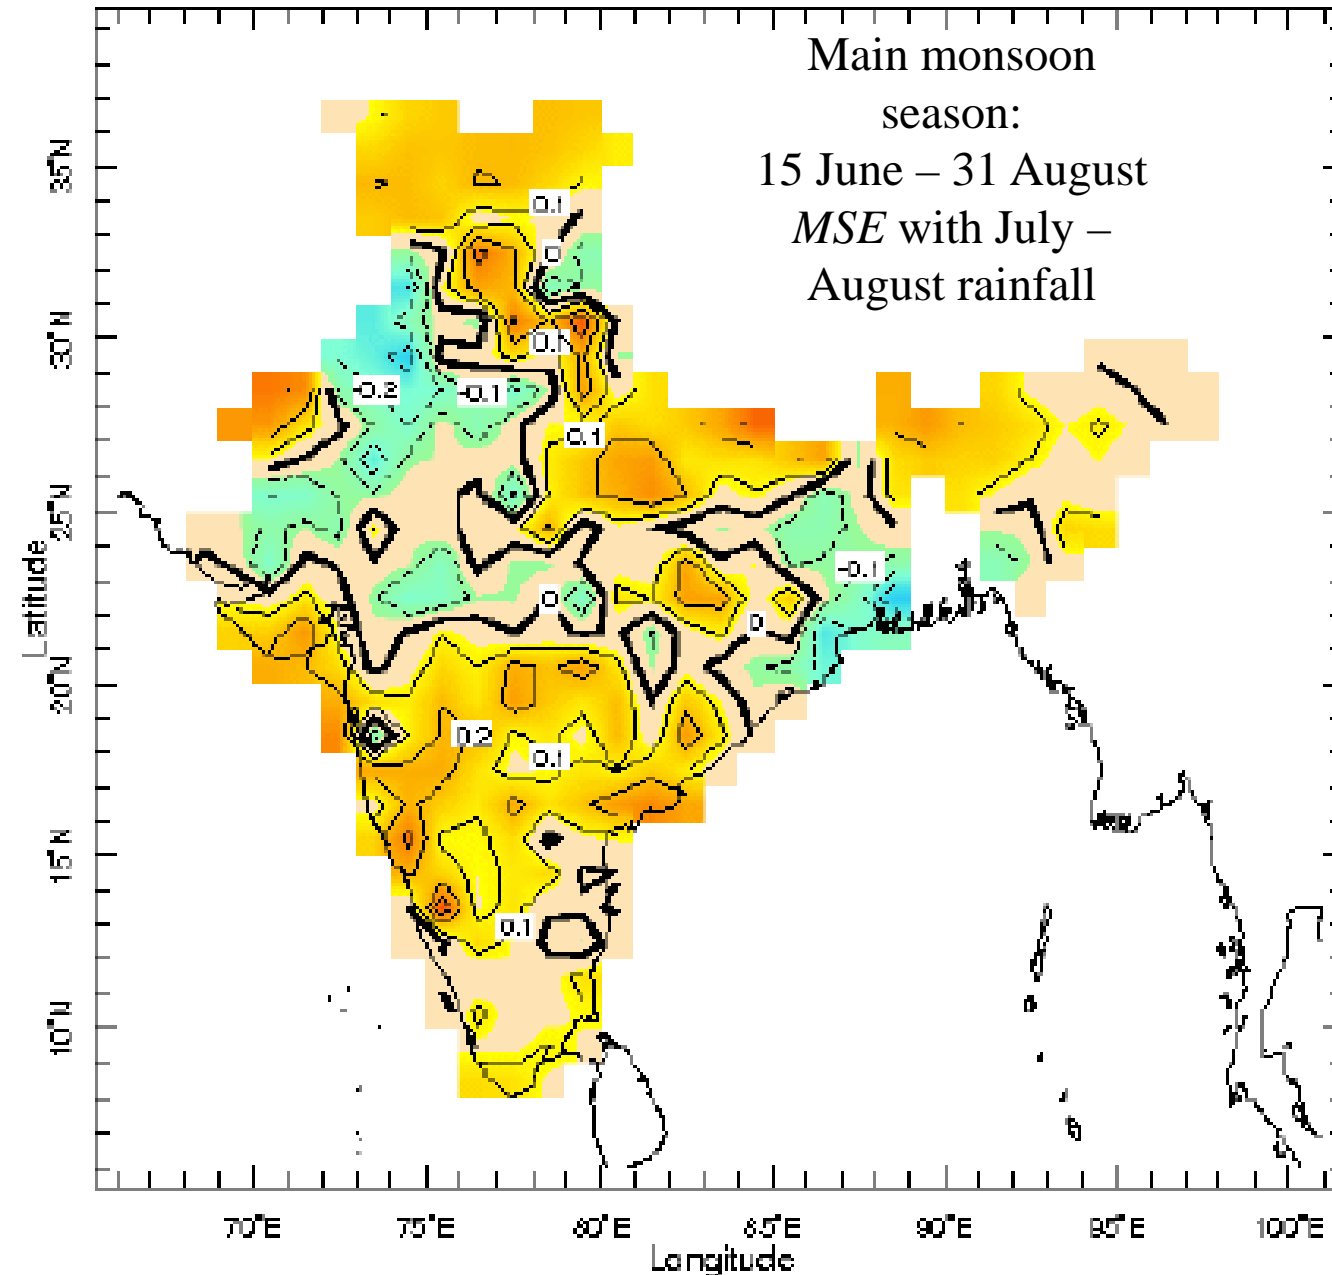 Main monsoon
season:
15 June – 31 August
MSE with July –
August rainfall
35°N
30°N
25°N
20°N
15°N
10°N
Latitude
0.1
0
0.1
-0.2
-0.1
0.1
-0.1
0
0
0.2
0.1
0.1
70°E
75°E
80°E
85°E
90°E
95°E
100°E
Longitude